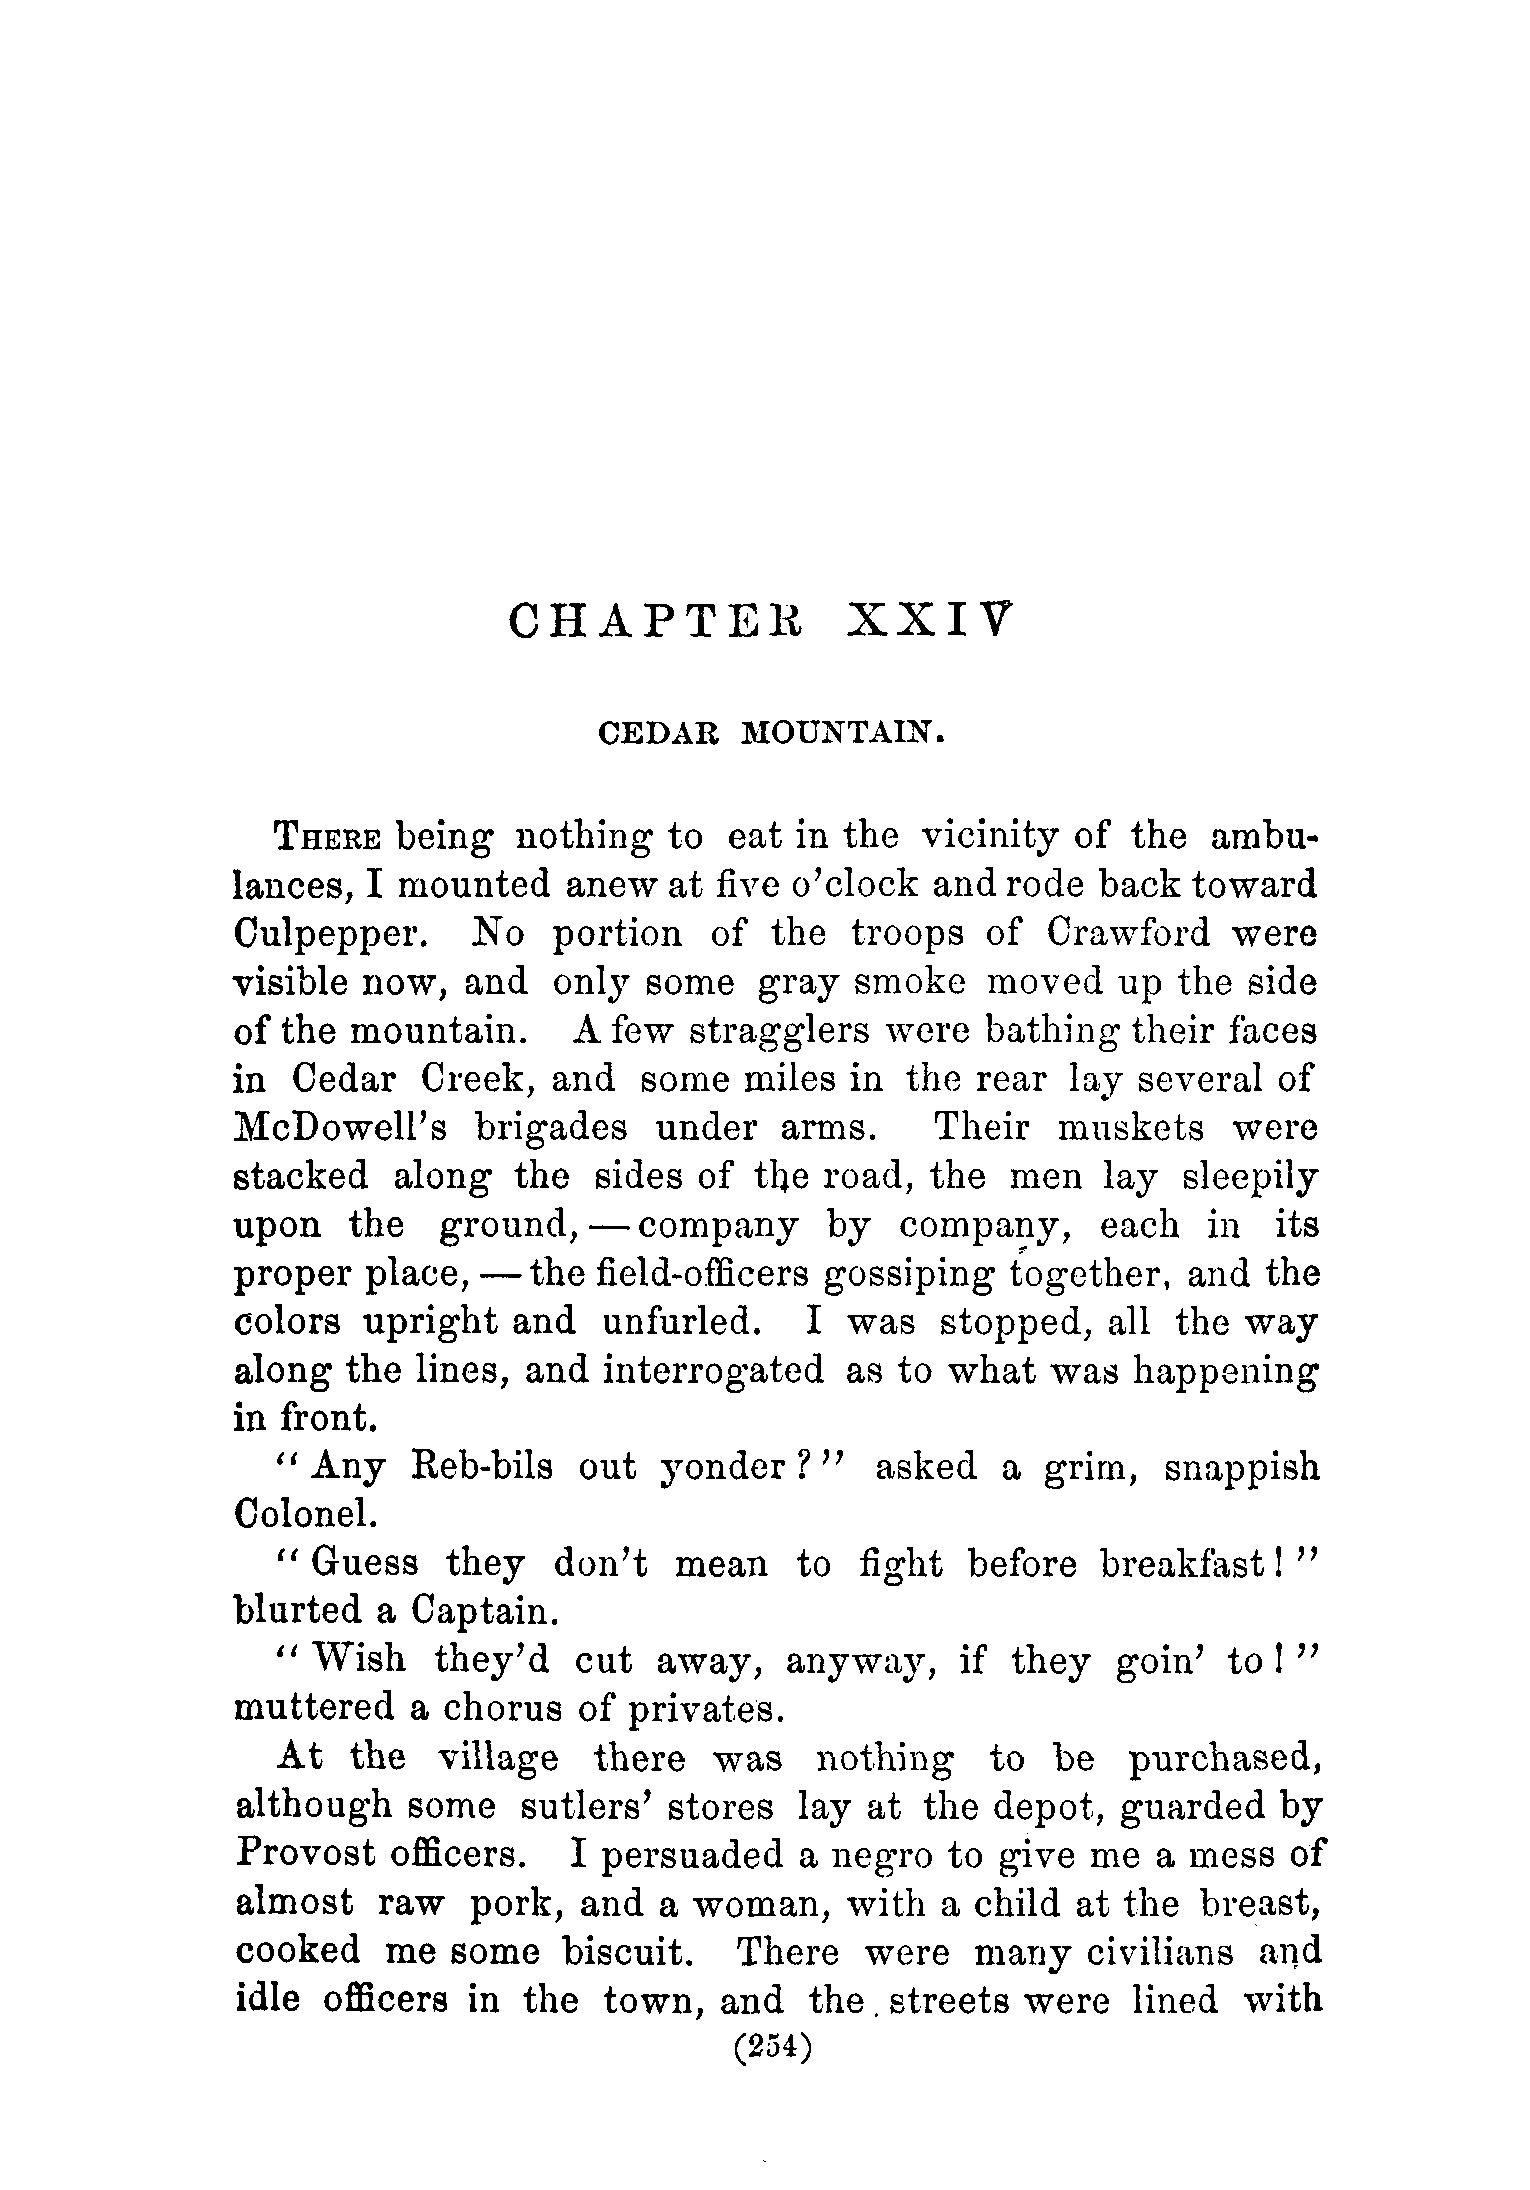 CHAPTER XXIV
CEDAR MOUNTAIN.
THERE being nothing to eat in the vicinity of the ambu-
lances, I mounted anew at five o'clock and rode back toward
Culpepper. No portion of the troops of Crawford were
visible now, and only some gray smoke moved up the side
of the mountain. A few stragglers were bathing their faces
in Cedar Creek, and some miles in the rear lay several of
McDowell's brigades under arms. Their muskets were
stacked along the sides of the road, the men lay sleepily
upon the ground, — company by company, each in its
proper place, — the field-officers gossiping together, and the
colors upright and unfurled. I was stopped, all the way
along the lines, and interrogated as to what was happening
in front.
"Any Reb-bils out yonder?" asked a grim, snappish
Colonel.
"Guess they don't mean to fight before breakfast!"
blurted a Captain.
"Wish they'd cut away, anyway, if they goin' to!"
muttered a chorus of privates.
At the village there was nothing to be purchased,
although some sutlers' stores lay at the depot, guarded by
Provost officers. I persuaded a negro to give me a mess of
almost raw pork, and a woman, with a child at the breast,
cooked me some biscuit. There were many civilians and
idle officers in the town, and the streets were lined with
(254)